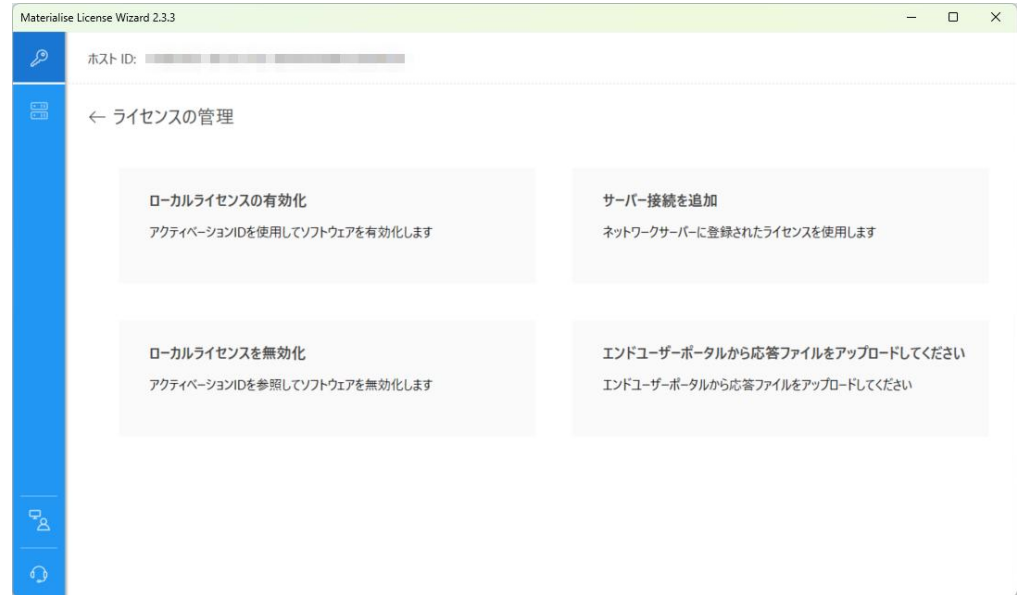 Materialise License Wizard 2.3.3
ホスト ID:
← ライセンスの管理
ローカルライセンスの有効化
アクティベーションIDを使用してソフトウェアを有効化します
サーバー接続を追加
ネットワークサーバーに登録されたライセンスを使用します
ローカルライセンスを無効化
アクティベーションIDを参照してソフトウェアを無効化します
エンドユーザーポータルから応答ファイルをアップロードしてください
エンドユーザーポータルから応答ファイルをアップロードしてください